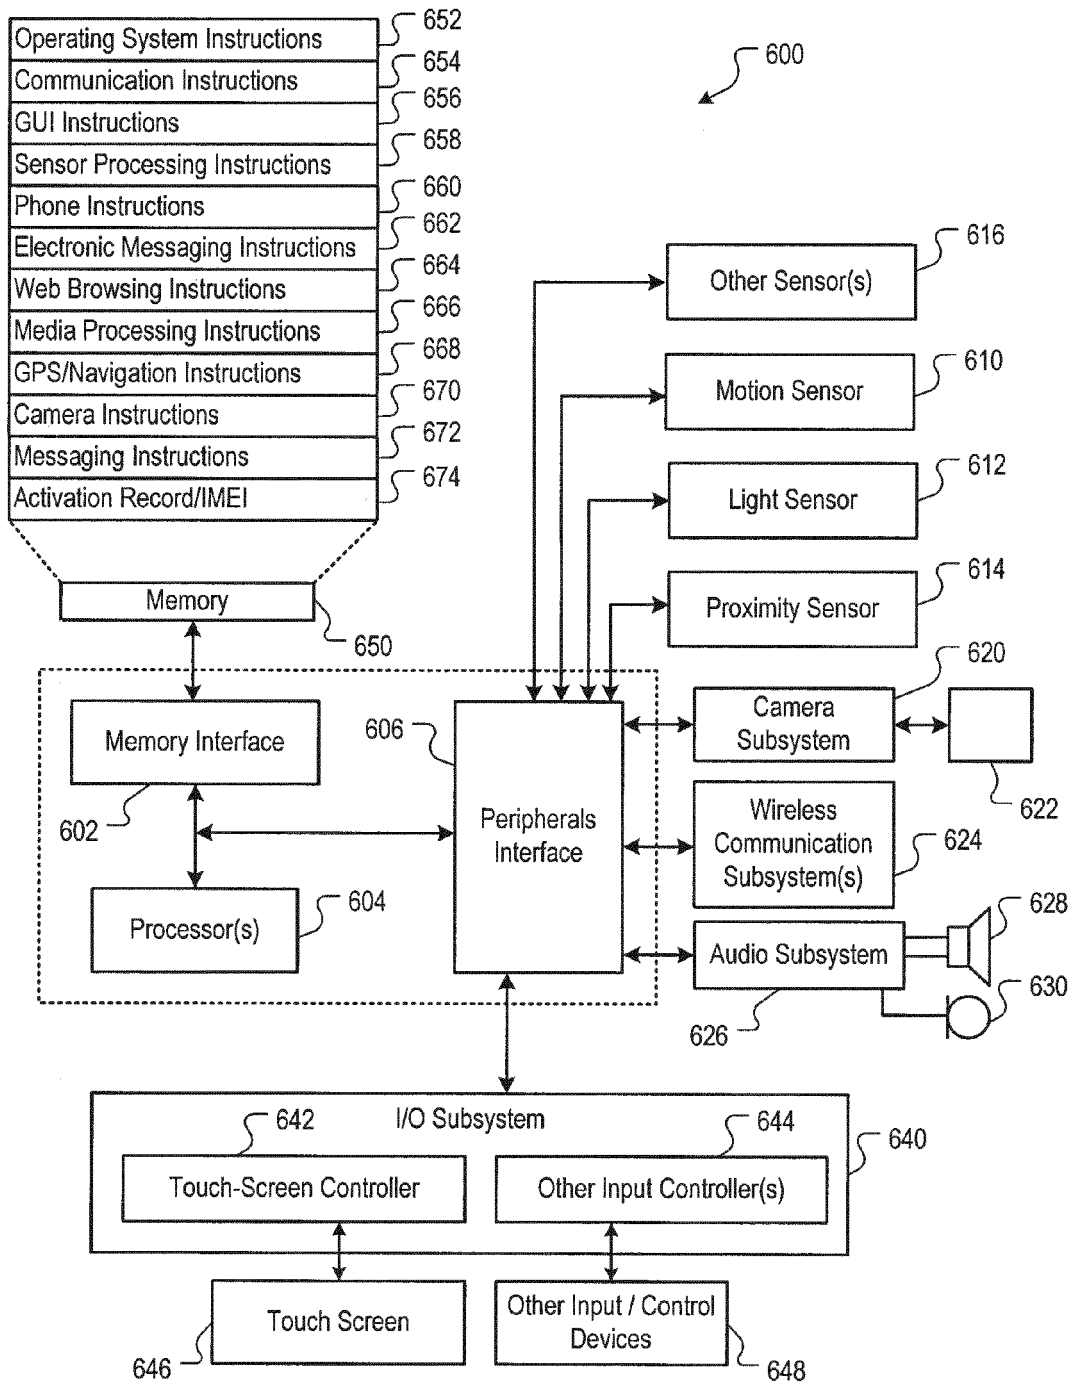 Operating System Instructions 652
Communication Instructions 654
GUI Instructions 656
Sensor Processing Instructions 658
Phone Instructions 660
Electronic Messaging Instructions 662
Web Browsing Instructions 664
Media Processing Instructions 666
GPS/Navigation Instructions 668
Camera Instructions 670
Messaging Instructions 672
Activation Record/IMEI 674
600
Other Sensor(s) 616
Motion Sensor 610
Light Sensor 612
Proximity Sensor 614
Memory 650
Memory Interface 602
606
Peripherals
Interface
Processor(s) 604
Camera
Subsystem
620
622
Wireless
Communication
Subsystem(s)
624
Audio Subsystem
626
628
630
I/O Subsystem 640
642
Touch-Screen Controller
644
Other Input Controller(s)
Touch Screen
646
Other Input / Control
Devices
648